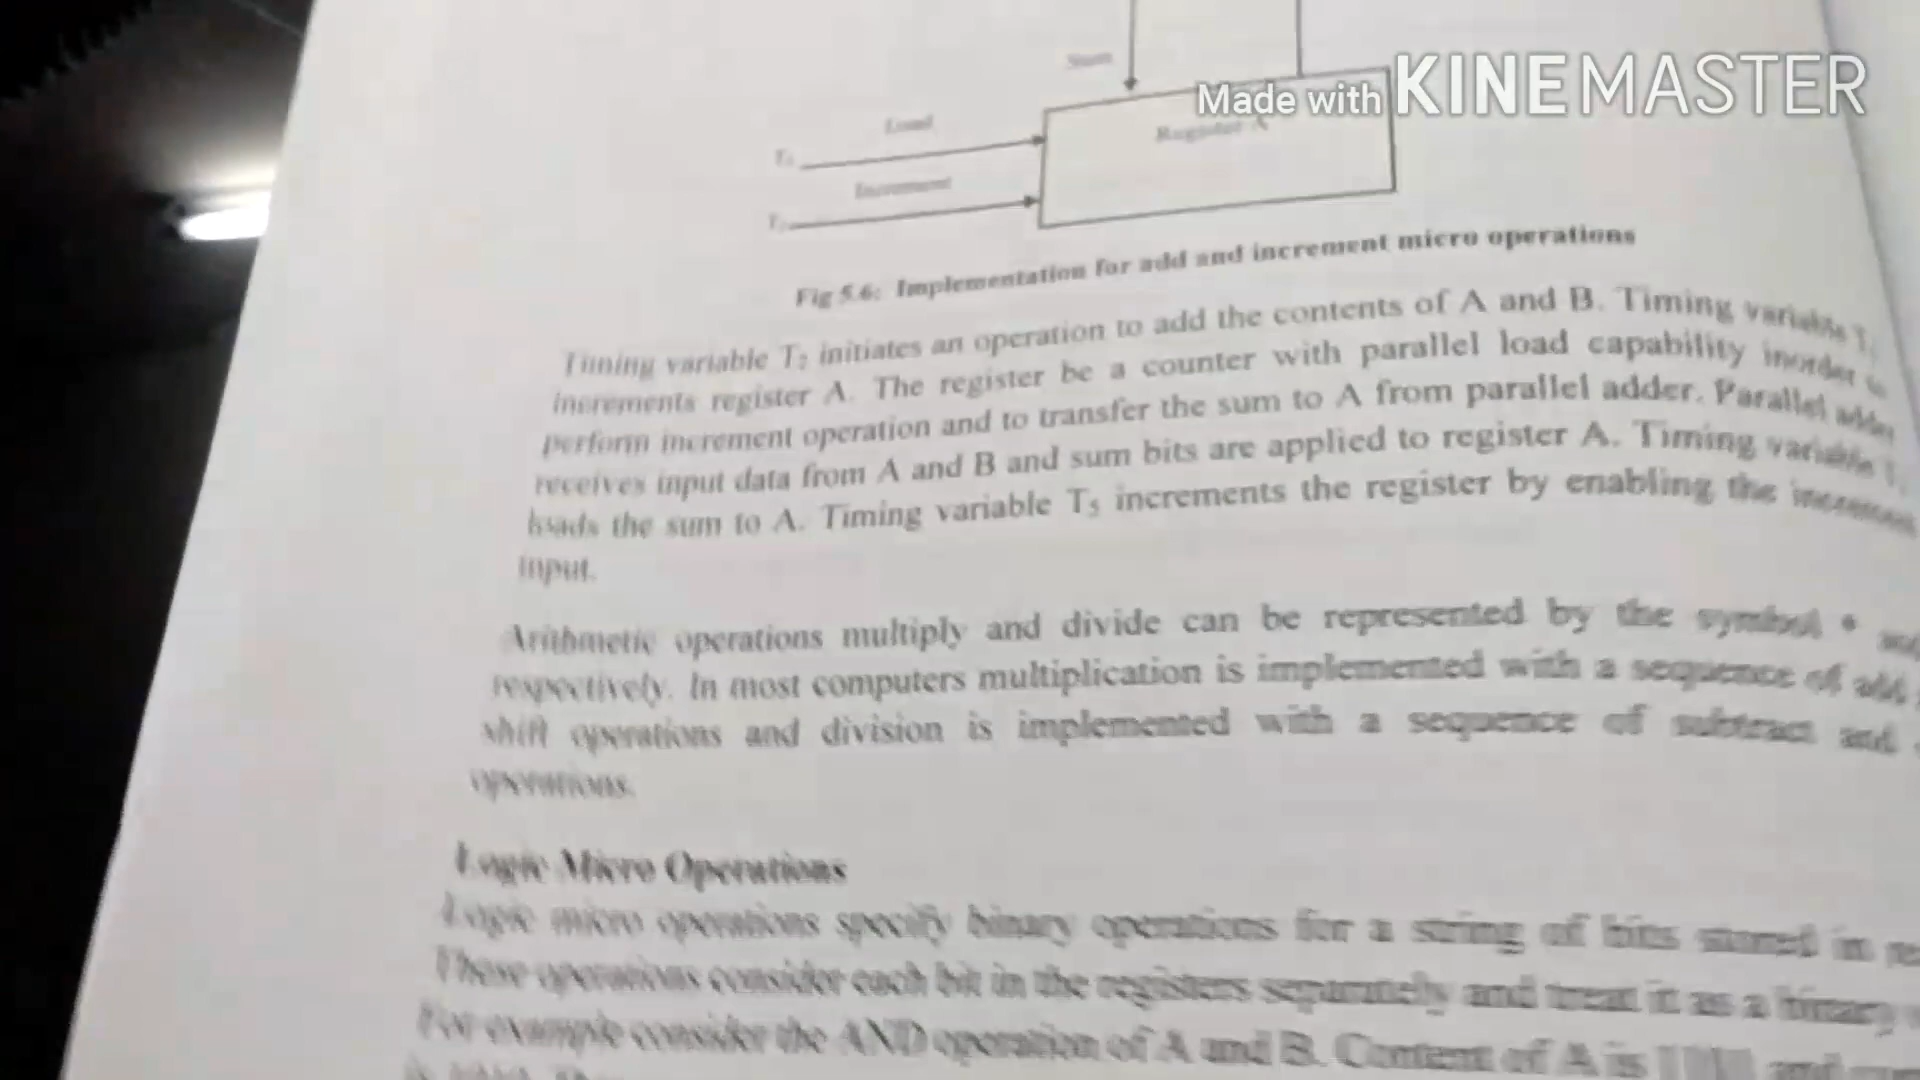 Sum
Made with KINEMASTER
Load
Register A
Increment
Fig 5.6: Implementation for add and increment micro operations
Timing variable T₂ initiates an operation to add the contents of A and B. Timing variable
increments register A. The register be a counter with parallel load capability inorder to
perform increment operation and to transfer the sum to A from parallel adder. Parallel adder
receives input data from A and B and sum bits are applied to register A. Timing variable
loads the sum to A. Timing variable T₅ increments the register by enabling the increment
input.
Arithmetic operations multiply and divide can be represented by the symbol * and
respectively. In most computers multiplication is implemented with a sequence of add
shift operations and division is implemented with a sequence of subtract and
operations.
Logic Micro Operations
Logic micro operations specify binary operations for a string of bits stored in
These operations consider each bit in the registers separately and treat it as a binary
For example consider the AND operation of A and B. Content of A is